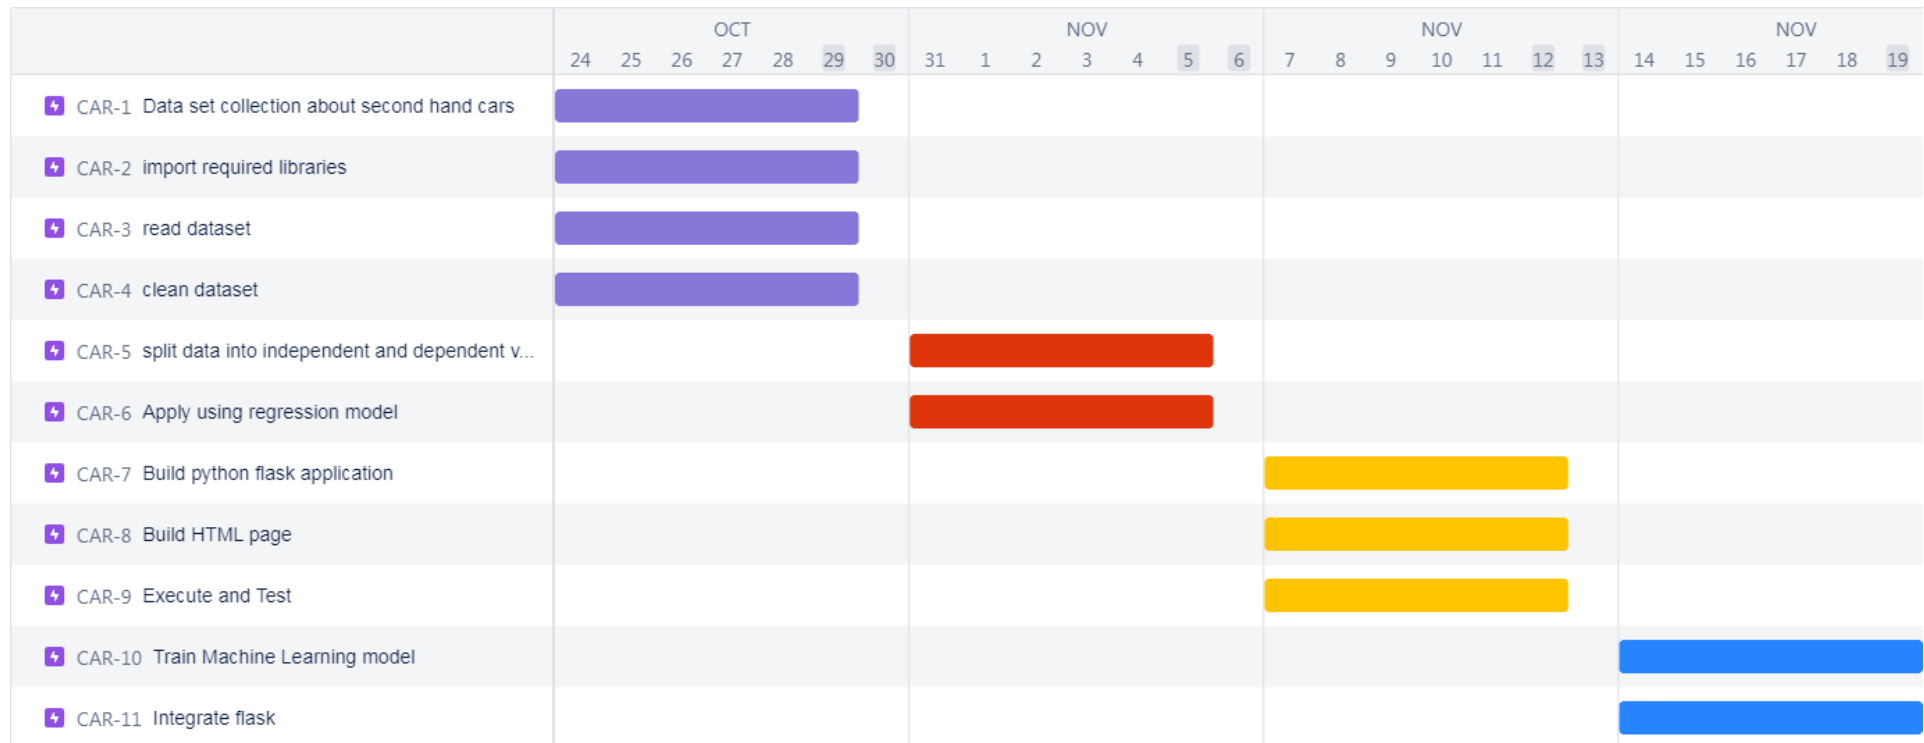 OCT NOV NOV NOV
24 25 26 27 28 29 30 31 1 2 3 4 5 6 7 8 9 10 11 12 13 14 15 16 17 18 19
CAR-1 Data set collection about second hand cars
CAR-2 import required libraries
CAR-3 read dataset
CAR-4 clean dataset
CAR-5 split data into independent and dependent v...
CAR-6 Apply using regression model
CAR-7 Build python flask application
CAR-8 Build HTML page
CAR-9 Execute and Test
CAR-10 Train Machine Learning model
CAR-11 Integrate flask